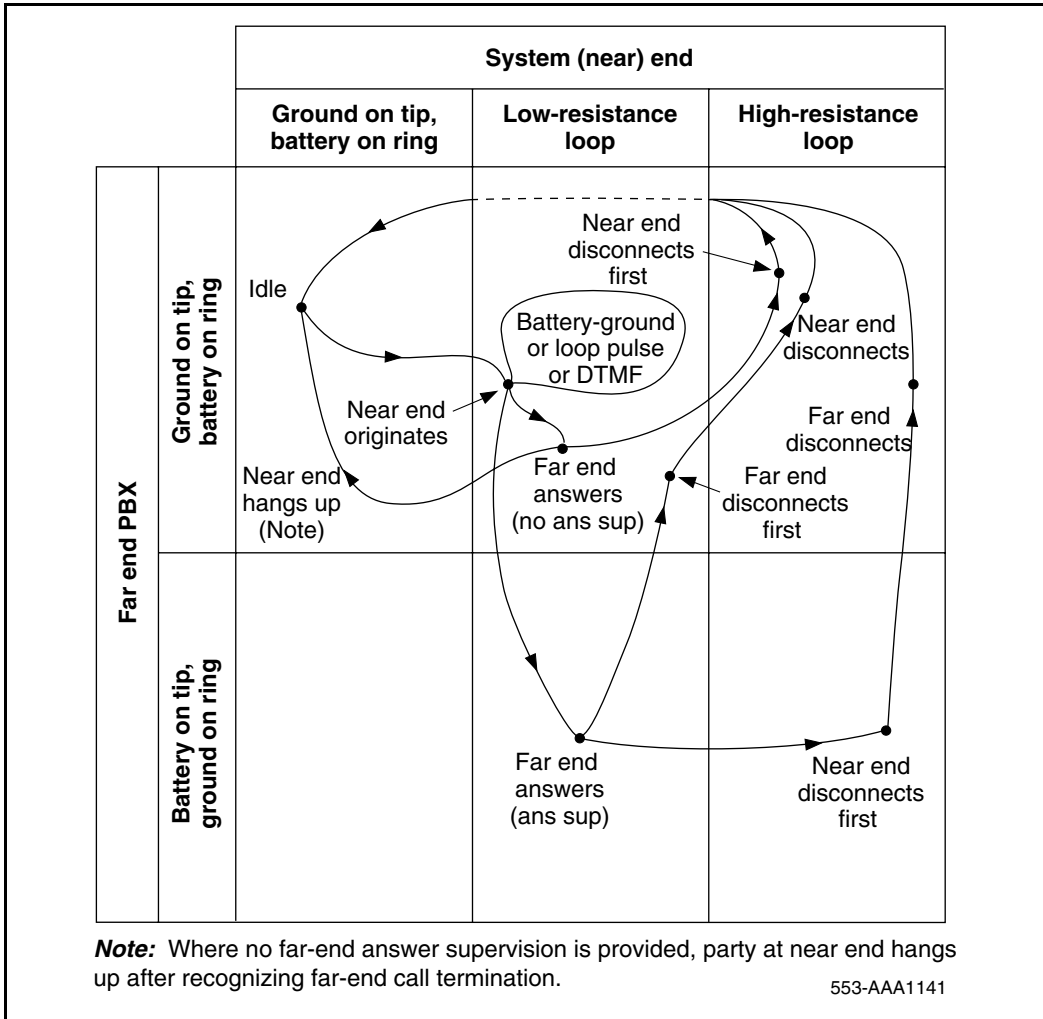 System (near) end
Ground on tip,
battery on ring
Low-resistance
loop
High-resistance
loop
Far end PBX
Ground on tip,
battery on ring
Battery on tip,
ground on ring
Idle
Near end
disconnects
first
Battery-ground
or loop pulse
or DTMF
Near end
disconnects
Near end
originates
Far end
disconnects
Near end
hangs up
(Note)
Far end
answers
(no ans sup)
Far end
disconnects
first
Far end
answers
(ans sup)
Near end
disconnects
first
Note: Where no far-end answer supervision is provided, party at near end hangs
up after recognizing far-end call termination.
553-AAA1141